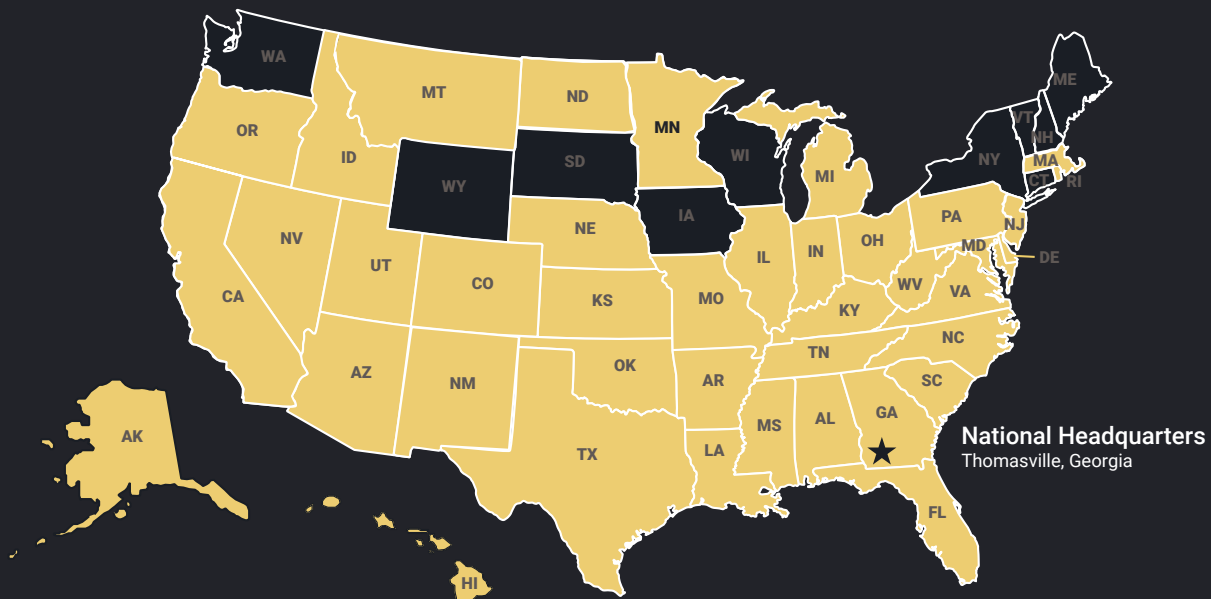 WA
ME
MT
ND
VT
OR
MN
NH
ID
SD
WI
NY
MA
MI
CT
RI
WY
IA
PA
NJ
NE
NV
OH
MD
UT
IL
IN
DE
CO
WV
VA
CA
KS
MO
KY
NC
TN
AZ
NM
OK
AR
SC
GA
MS
AL
AK
National Headquarters
TX
LA
Thomasville, Georgia
FL
HI